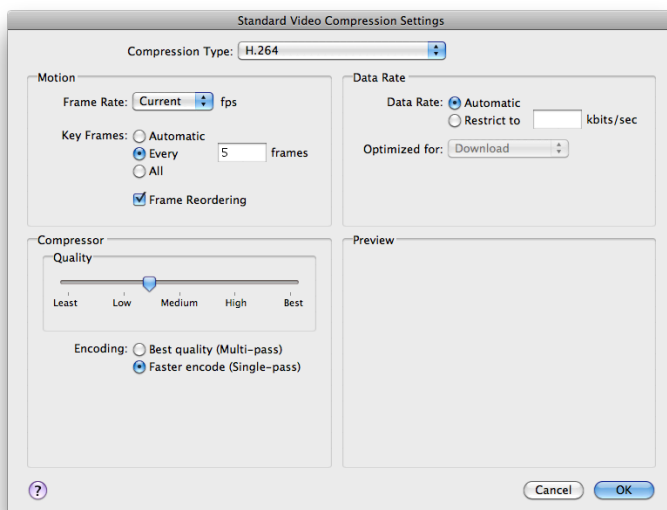 Standard Video Compression Settings
Compression Type: H.264
Motion
Frame Rate: Current fps
Key Frames: Automatic
Every 5 frames
All
Frame Reordering
Data Rate
Data Rate: Automatic
Restrict to kbits/sec
Optimized for: Download
Compressor
Quality
Least Low Medium High Best
Encoding: Best quality (Multi-pass)
Faster encode (Single-pass)
Preview
?
Cancel OK